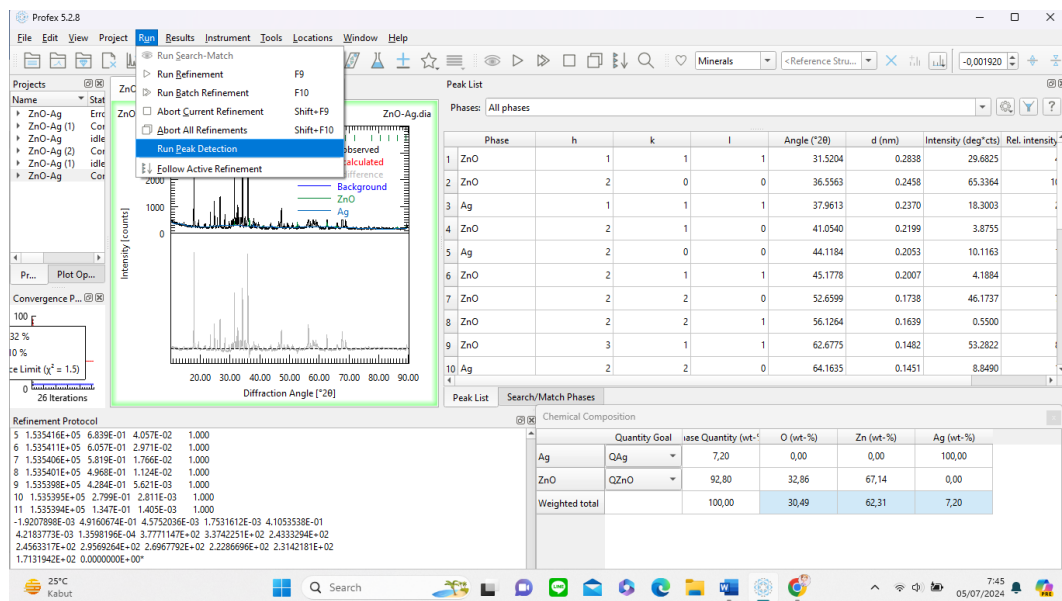 Profex 5.2.8
File Edit View Project Run Results Instrument Tools Locations Window Help
Run Search-Match
Run Refinement F9
Run Batch Refinement F10
Abort Current Refinement Shift+F9
Abort All Refinements Shift+F10
Run Peak Detection
Follow Active Refinement
Minerals
<Reference Stru...
-0,001920
Projects
Name Stat
ZnO-Ag Erro
ZnO-Ag (1) Cor
ZnO-Ag idle
ZnO-Ag (2) Cor
ZnO-Ag (1) idle
ZnO-Ag Cor
Pr... Plot Op...
Convergence P...
100
32 %
10 %
ce Limit (χ² = 1.5)
0
26 Iterations
ZnO
ZnO-Ag.dia
Observed
Calculated
Difference
Background
ZnO
Ag
2000
1000
0
Intensity [counts]
20.00 30.00 40.00 50.00 60.00 70.00 80.00 90.00
Diffraction Angle [°2θ]
Peak List
Phases: All phases
Phase h k l Angle (°2θ) d (nm) Intensity (deg*cts) Rel. intensity
1 ZnO 1 1 1 31.5204 0.2838 29.6825
2 ZnO 2 0 0 36.5563 0.2458 65.3364 10
3 Ag 1 1 1 37.9613 0.2370 18.3003
4 ZnO 2 1 0 41.0540 0.2199 3.8755
5 Ag 2 0 0 44.1184 0.2053 10.1163
6 ZnO 2 1 1 45.1778 0.2007 4.1884
7 ZnO 2 2 0 52.6599 0.1738 46.1737
8 ZnO 2 2 1 56.1264 0.1639 0.5500
9 ZnO 3 1 1 62.6775 0.1482 53.2822
10 Ag 2 2 0 64.1635 0.1451 8.8490
Peak List Search/Match Phases
Refinement Protocol
5 1.535416E+05 6.839E-01 4.057E-02 1.000
6 1.535411E+05 6.057E-01 2.971E-02 1.000
7 1.535406E+05 5.819E-01 1.766E-02 1.000
8 1.535401E+05 4.968E-01 1.124E-02 1.000
9 1.535398E+05 4.284E-01 5.621E-03 1.000
10 1.535395E+05 2.799E-01 2.811E-03 1.000
11 1.535394E+05 1.347E-01 1.405E-03 1.000
-1.9207898E-03 4.9160674E-01 4.5752036E-03 1.7531612E-03 4.1053538E-01
4.2183773E-03 1.3598196E-04 3.7771147E+02 3.3742251E+02 2.4333294E+02
2.4563317E+02 2.9569264E+02 2.6967792E+02 2.2286696E+02 2.3142181E+02
1.7131942E+02 0.0000000E+00*
Chemical Composition
Quantity Goal ase Quantity (wt-% O (wt-%) Zn (wt-%) Ag (wt-%)
Ag QAg 7,20 0,00 0,00 100,00
ZnO QZnO 92,80 32,86 67,14 0,00
Weighted total 100,00 30,49 62,31 7,20
25°C
Kabut
Search
7:45
05/07/2024